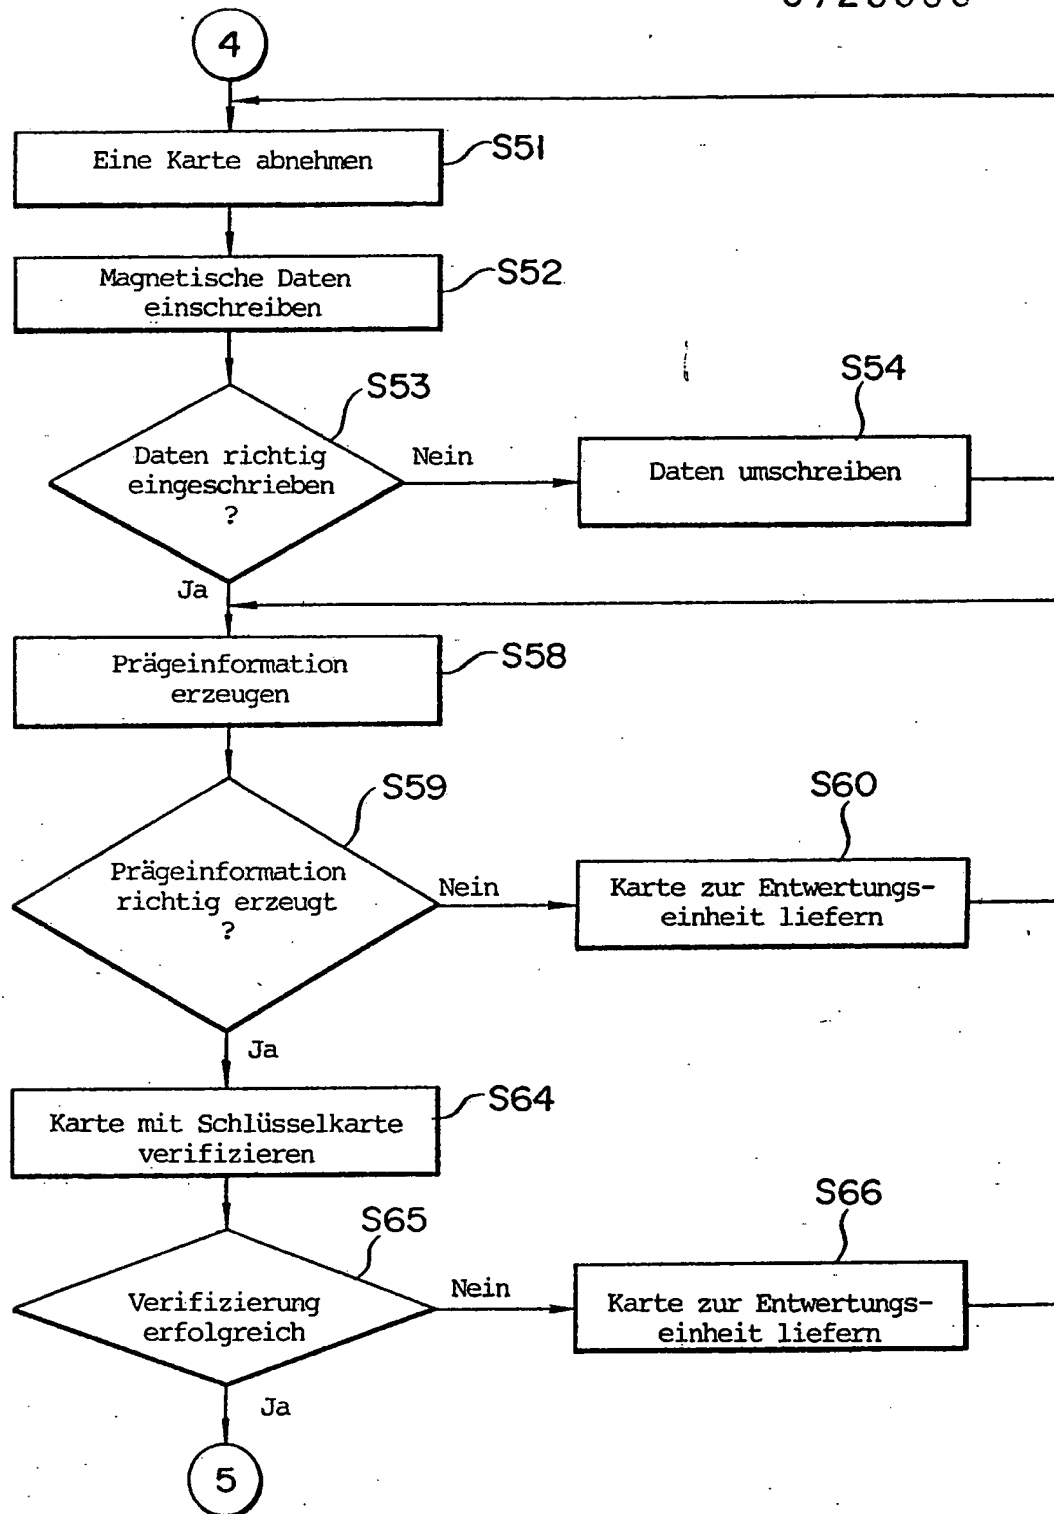 4
Eine Karte abnehmen
S51
Magnetische Daten
einschreiben
S52
S53
Daten richtig
eingeschrieben
?
Nein
S54
Daten umschreiben
Ja
Prägeinformation
erzeugen
S58
S59
Prägeinformation
richtig erzeugt
?
Nein
S60
Karte zur Entwertungs-
einheit liefern
Ja
Karte mit Schlüsselkarte
verifizieren
S64
S65
Verifizierung
erfolgreich
Nein
S66
Karte zur Entwertungs-
einheit liefern
Ja
5